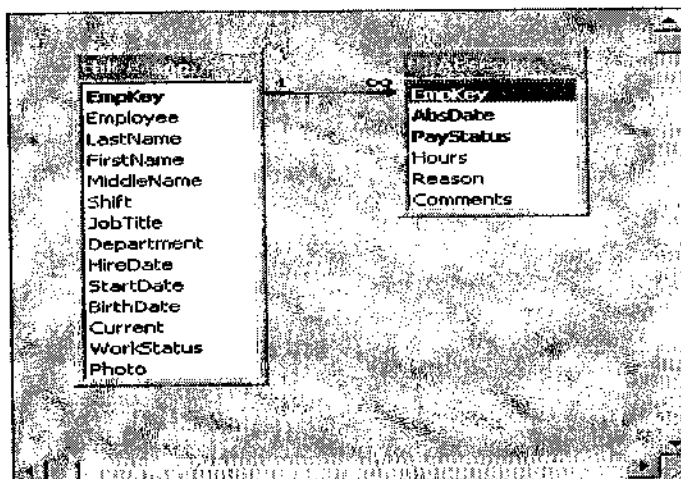 EmpKey
Employee
LastName
FirstName
MiddleName
Shift
JobTitle
Department
HireDate
StartDate
BirthDate
Current
WorkStatus
Photo
1 ∞
EmpKey
AbsDate
PayStatus
Hours
Reason
Comments